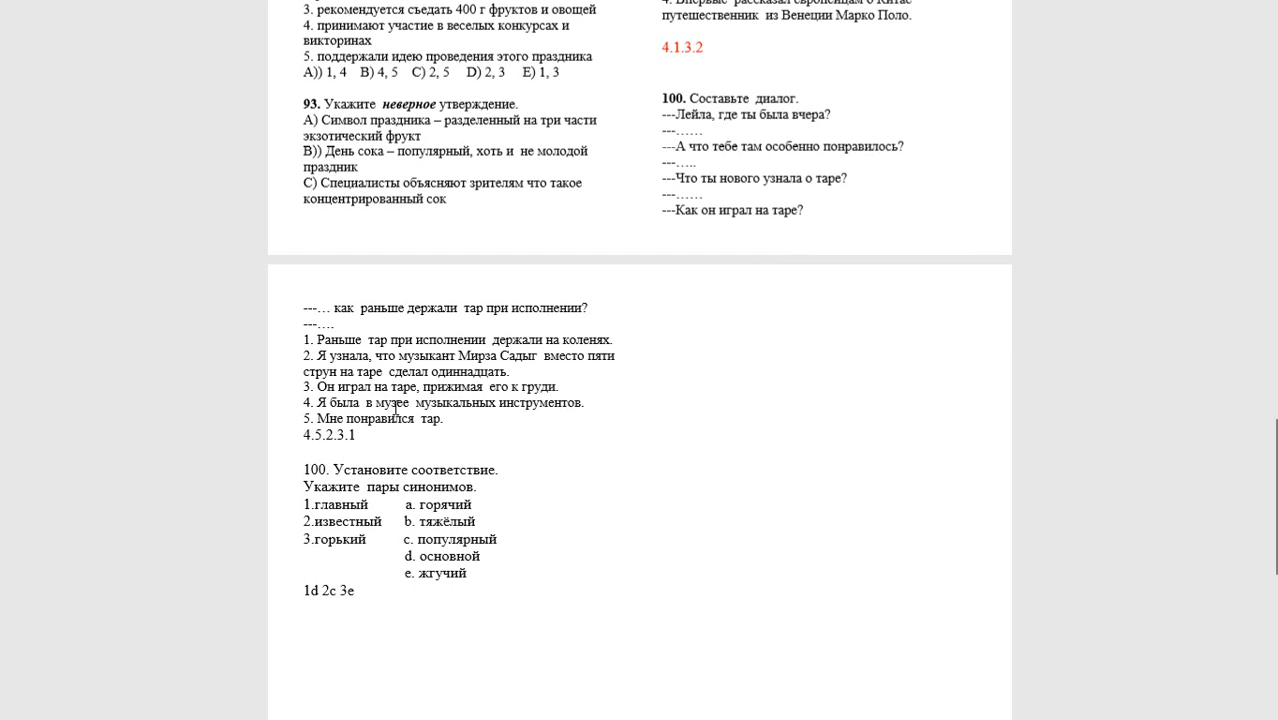 3. рекомендуется съедать 400 г фруктов и овощей
4. принимают участие в веселых конкурсах и
викторинах
5. поддержали идею проведения этого праздника
A)) 1, 4 B) 4, 5 C) 2, 5 D) 2, 3 E) 1, 3
93. Укажите неверное утверждение.
A) Символ праздника – разделенный на три части
экзотический фрукт
B)) День сока – популярный, хоть и не молодой
праздник
C) Специалисты объясняют зрителям что такое
концентрированный сок
4. Впервые рассказал европейцам о Китае
путешественник из Венеции Марко Поло.
4.1.3.2
100. Составьте диалог.
---Лейла, где ты была вчера?
---……
---А что тебе там особенно понравилось?
---…..
---Что ты нового узнала о таре?
---……
---Как он играл на таре?
---… как раньше держали тар при исполнении?
---….
1. Раньше тар при исполнении держали на коленях.
2. Я узнала, что музыкант Мирза Садыг вместо пяти
струн на таре сделал одиннадцать.
3. Он играл на таре, прижимая его к груди.
4. Я была в музее музыкальных инструментов.
5. Мне понравился тар.
4.5.2.3.1
100. Установите соответствие.
Укажите пары синонимов.
1.главный a. горячий
2.известный b. тяжёлый
3.горький c. популярный
d. основной
e. жгучий
1d 2c 3e